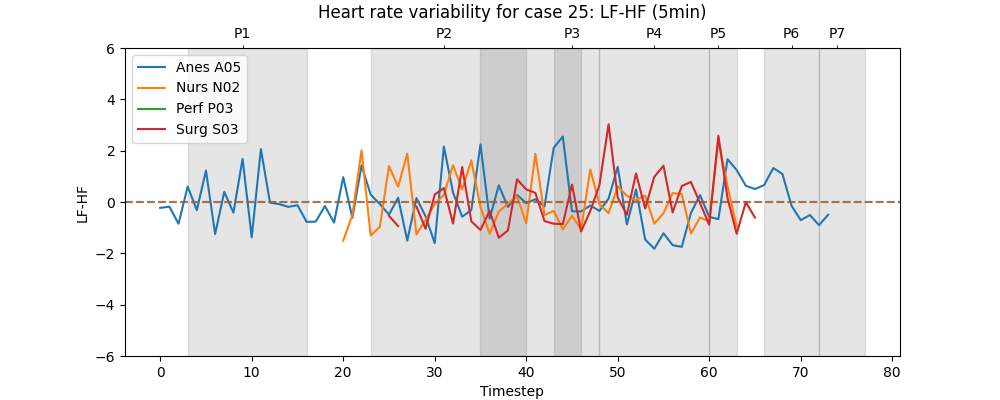 Heart rate variability for case 25: LF-HF (5min)
P1 P2 P3 P4 P5 P6 P7
Anes A05
Nurs N02
Perf P03
Surg S03
6
4
2
0
−2
−4
−6
LF-HF
0 10 20 30 40 50 60 70 80
Timestep